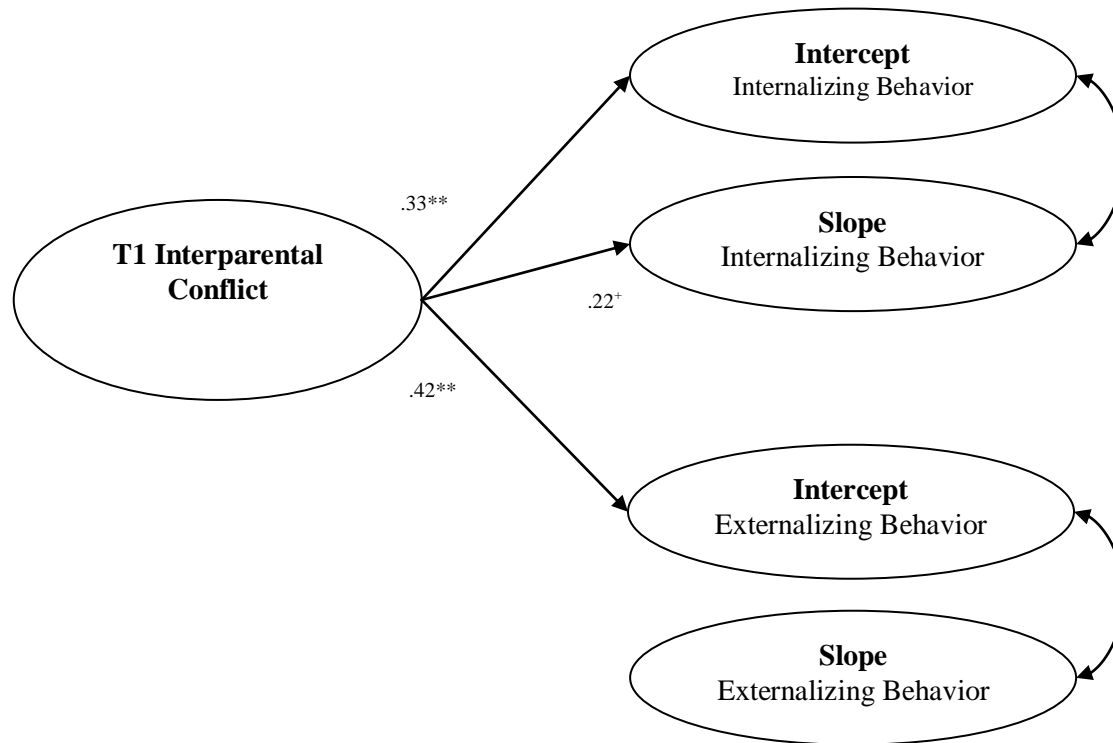 Intercept
Internalizing Behavior
.33**
Slope
Internalizing Behavior
T1 Interparental
Conflict
.22+
.42**
Intercept
Externalizing Behavior
Slope
Externalizing Behavior